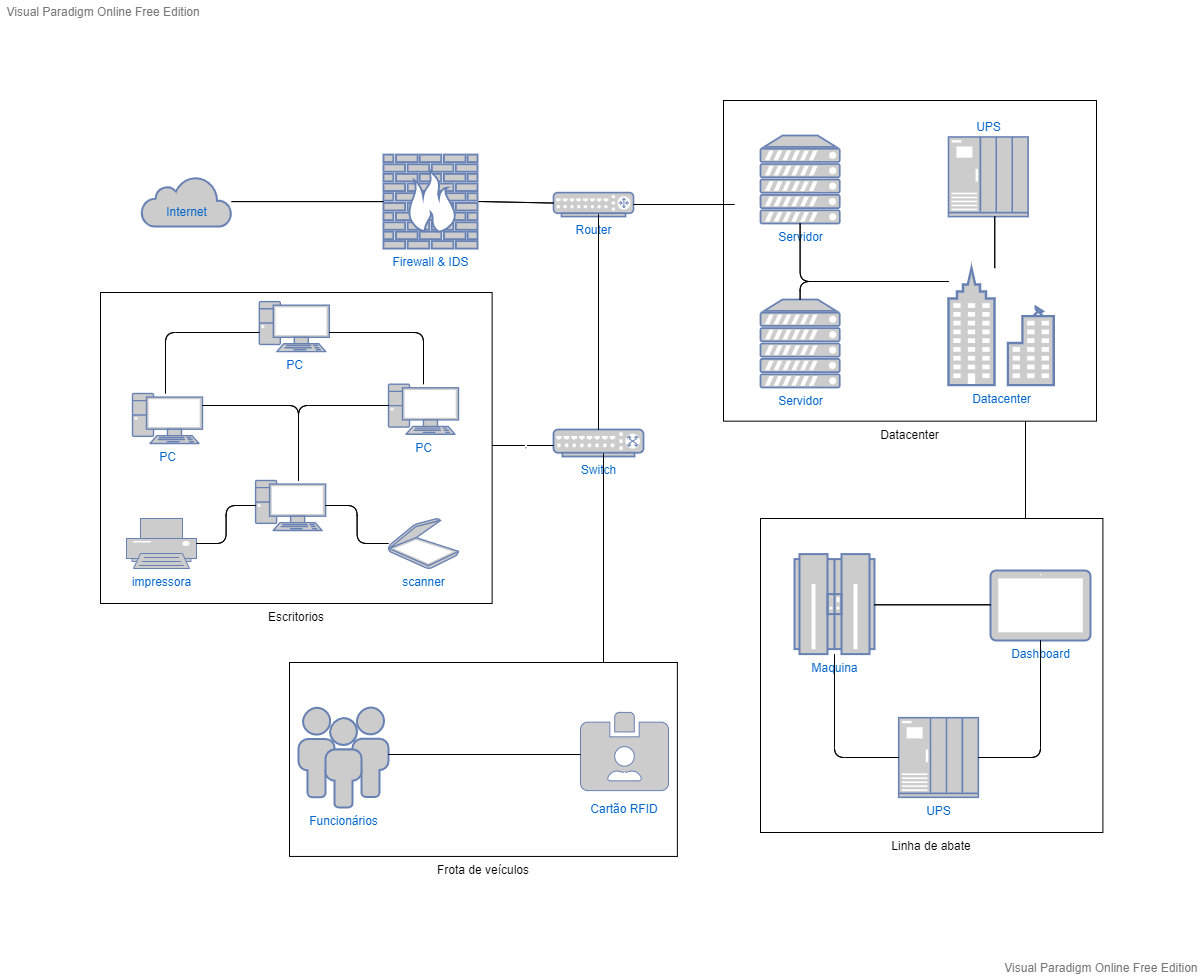 Visual Paradigm Online Free Edition
Internet
Firewall & IDS
Router
Servidor
UPS
Servidor
Datacenter
Datacenter
PC
PC
PC
impressora
scanner
Escritorios
Switch
Maquina
Dashboard
UPS
Linha de abate
Funcionários
Cartão RFID
Frota de veículos
Visual Paradigm Online Free Edition